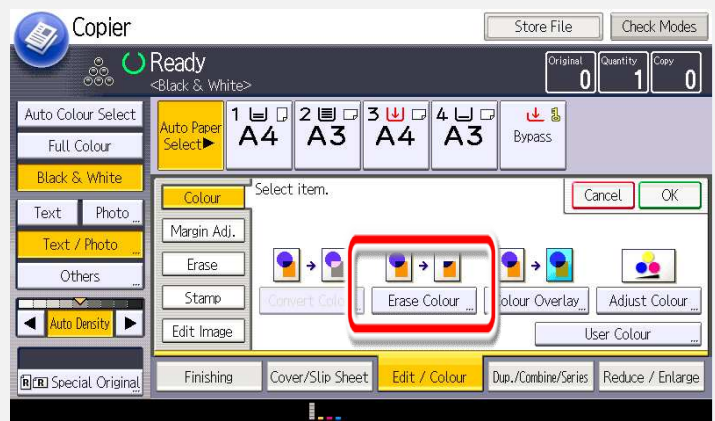 Copier
Store File
Check Modes
Ready
<Black & White>
Original
0
Quantity
1
Copy
0
Auto Colour Select
Full Colour
Black & White
Text
Photo
Text / Photo
Others
Auto Density
Special Original
Auto Paper
Select▶
1
A4
2
A3
3
A4
4
A3
Bypass
Colour
Margin Adj.
Erase
Stamp
Edit Image
Select item.
Cancel
OK
Convert Colo
Erase Colour
olour Overlay
Adjust Colour
User Colour
Finishing
Cover/Slip Sheet
Edit / Colour
Dup./Combine/Series
Reduce / Enlarge